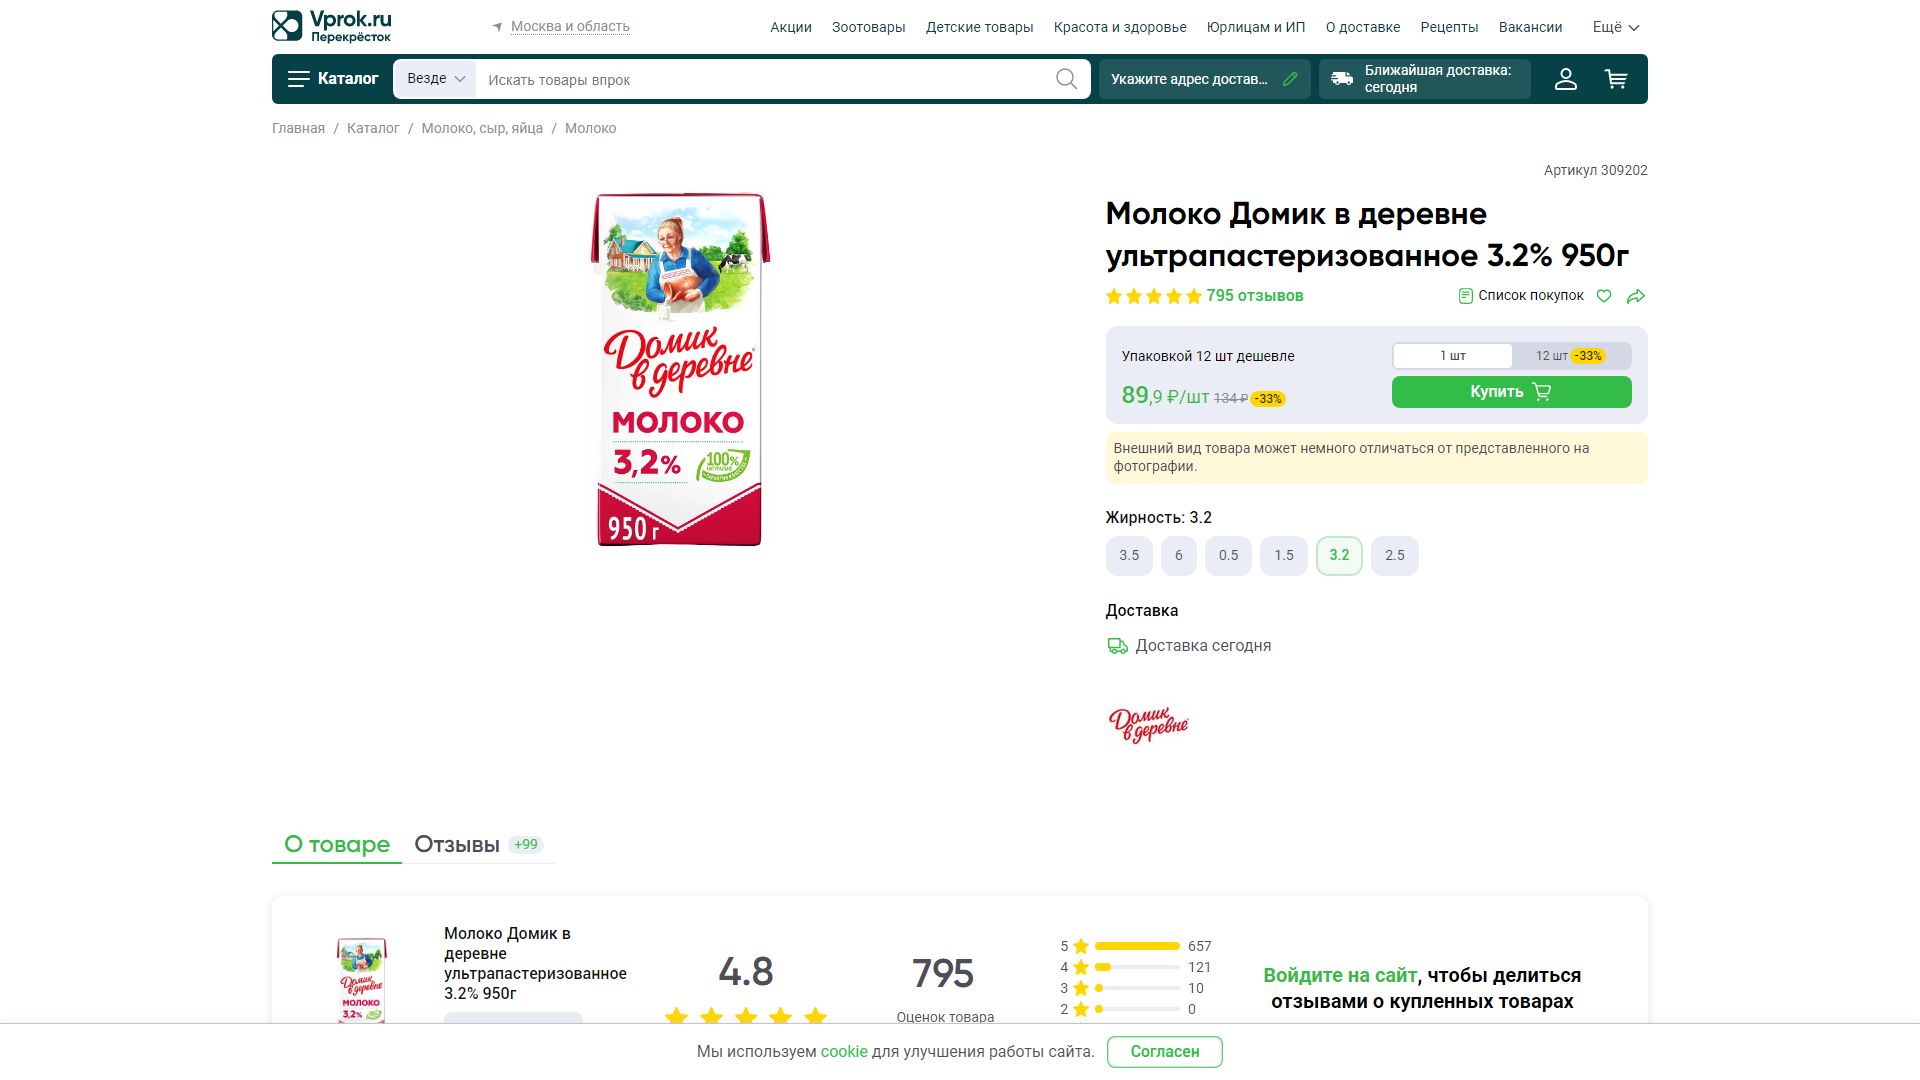 Vprok.ru
Перекрёсток
Москва и область
Акции Зоотовары Детские товары Красота и здоровье Юрлицам и ИП О доставке Рецепты Вакансии Ещё
Каталог Везде Искать товары впрок Укажите адрес достав... Ближайшая доставка:
сегодня
Главная / Каталог / Молоко, сыр, яйца / Молоко
Артикул 309202
Домик
в деревне
МОЛОКО
3,2%
100%
950 г
Молоко Домик в деревне
ультрапастеризованное 3.2% 950г
795 отзывов
Список покупок
Упаковкой 12 шт дешевле
1 шт 12 шт -33%
89,9 ₽/шт 134 ₽ -33%
Купить
Внешний вид товара может немного отличаться от представленного на
фотографии.
Жирность: 3.2
3.5 6 0.5 1.5 3.2 2.5
Доставка
Доставка сегодня
Домик
в деревне
О товаре Отзывы +99
Домик
в деревне
МОЛОКО
3,2%
Молоко Домик в
деревне
ультрапастеризованное
3.2% 950г
4.8
795
Оценок товара
5 657
4 121
3 10
2 0
Войдите на сайт, чтобы делиться
отзывами о купленных товарах
Мы используем cookie для улучшения работы сайта. Согласен